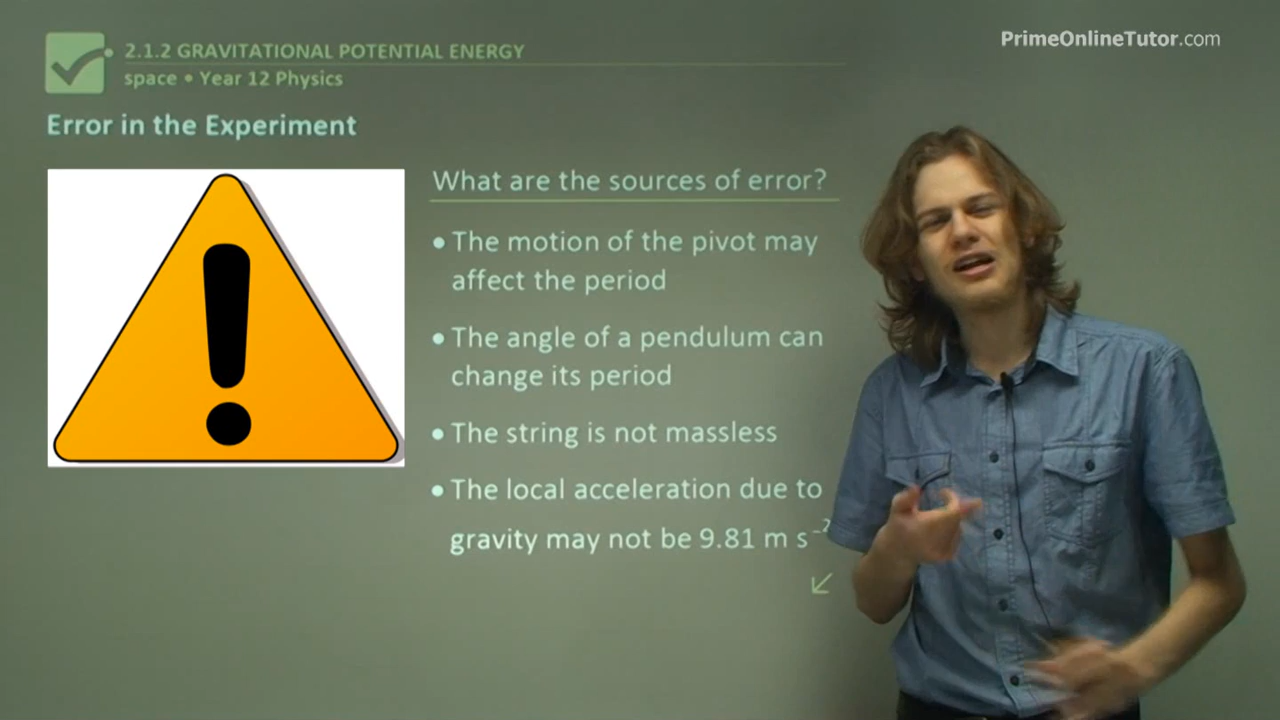 2.1.2 GRAVITATIONAL POTENTIAL ENERGY
space • Year 12 Physics
PrimeOnlineTutor.com
Error in the Experiment
What are the sources of error?
• The motion of the pivot may
affect the period
• The angle of a pendulum can
change its period
• The string is not massless
• The local acceleration due to
gravity may not be 9.81 m s⁻²